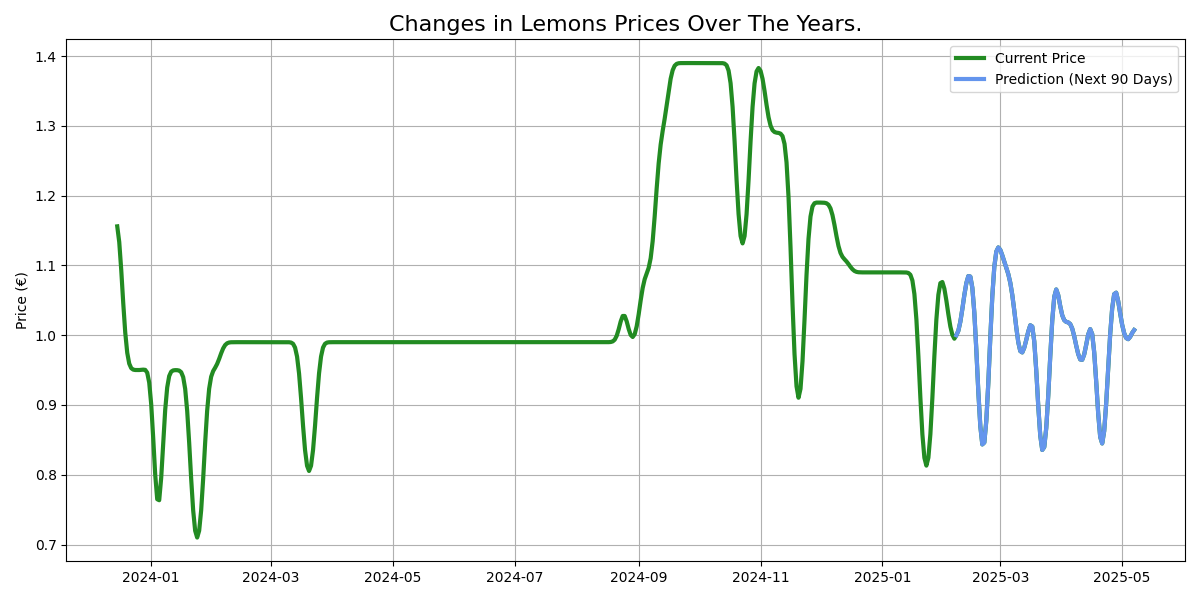 Changes in Lemons Prices Over The Years.
Current Price
Prediction (Next 90 Days)
Price (€)
1.4
1.3
1.2
1.1
1.0
0.9
0.8
0.7
2024-01 2024-03 2024-05 2024-07 2024-09 2024-11 2025-01 2025-03 2025-05